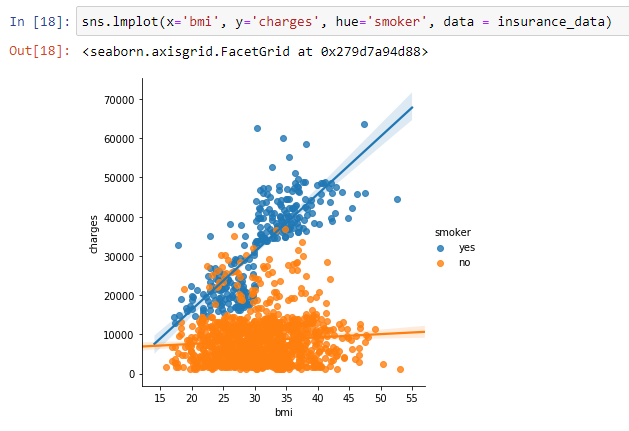 In [18]: sns.lmplot(x='bmi', y='charges', hue='smoker', data = insurance_data)
Out[18]: <seaborn.axisgrid.FacetGrid at 0x279d7a94d88>
70000
60000
50000
40000
30000
20000
10000
0
charges
15 20 25 30 35 40 45 50 55
bmi
smoker
yes
no